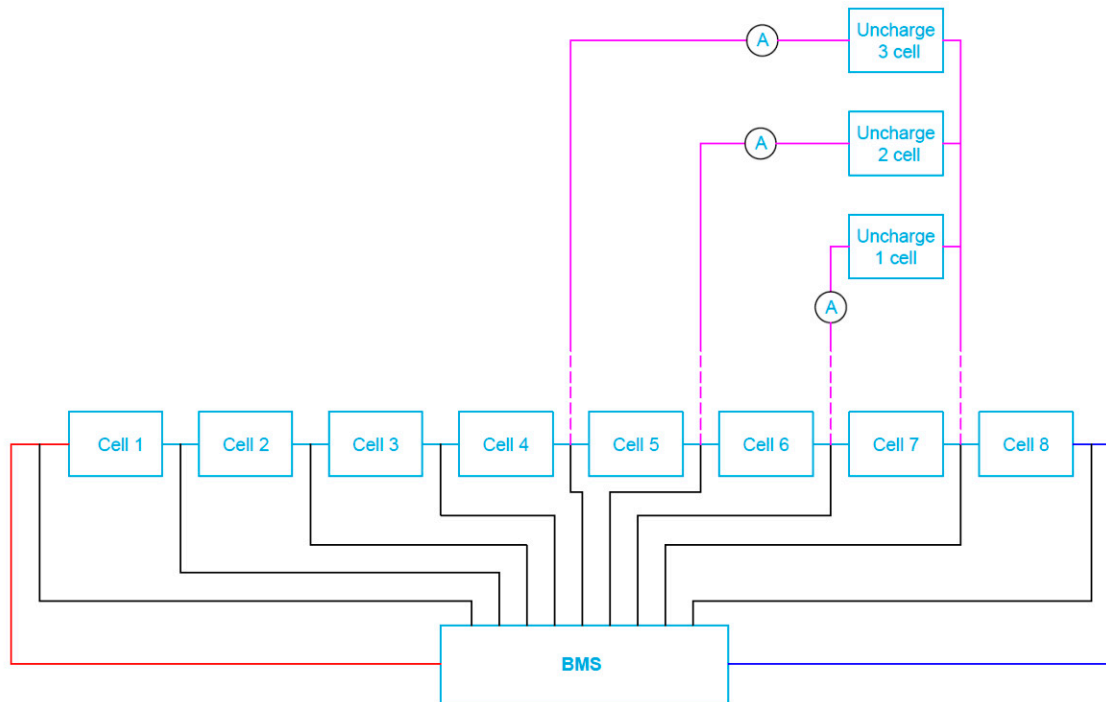 A
Uncharge
3 cell
A
Uncharge
2 cell
Uncharge
1 cell
A
Cell 1
Cell 2
Cell 3
Cell 4
Cell 5
Cell 6
Cell 7
Cell 8
BMS